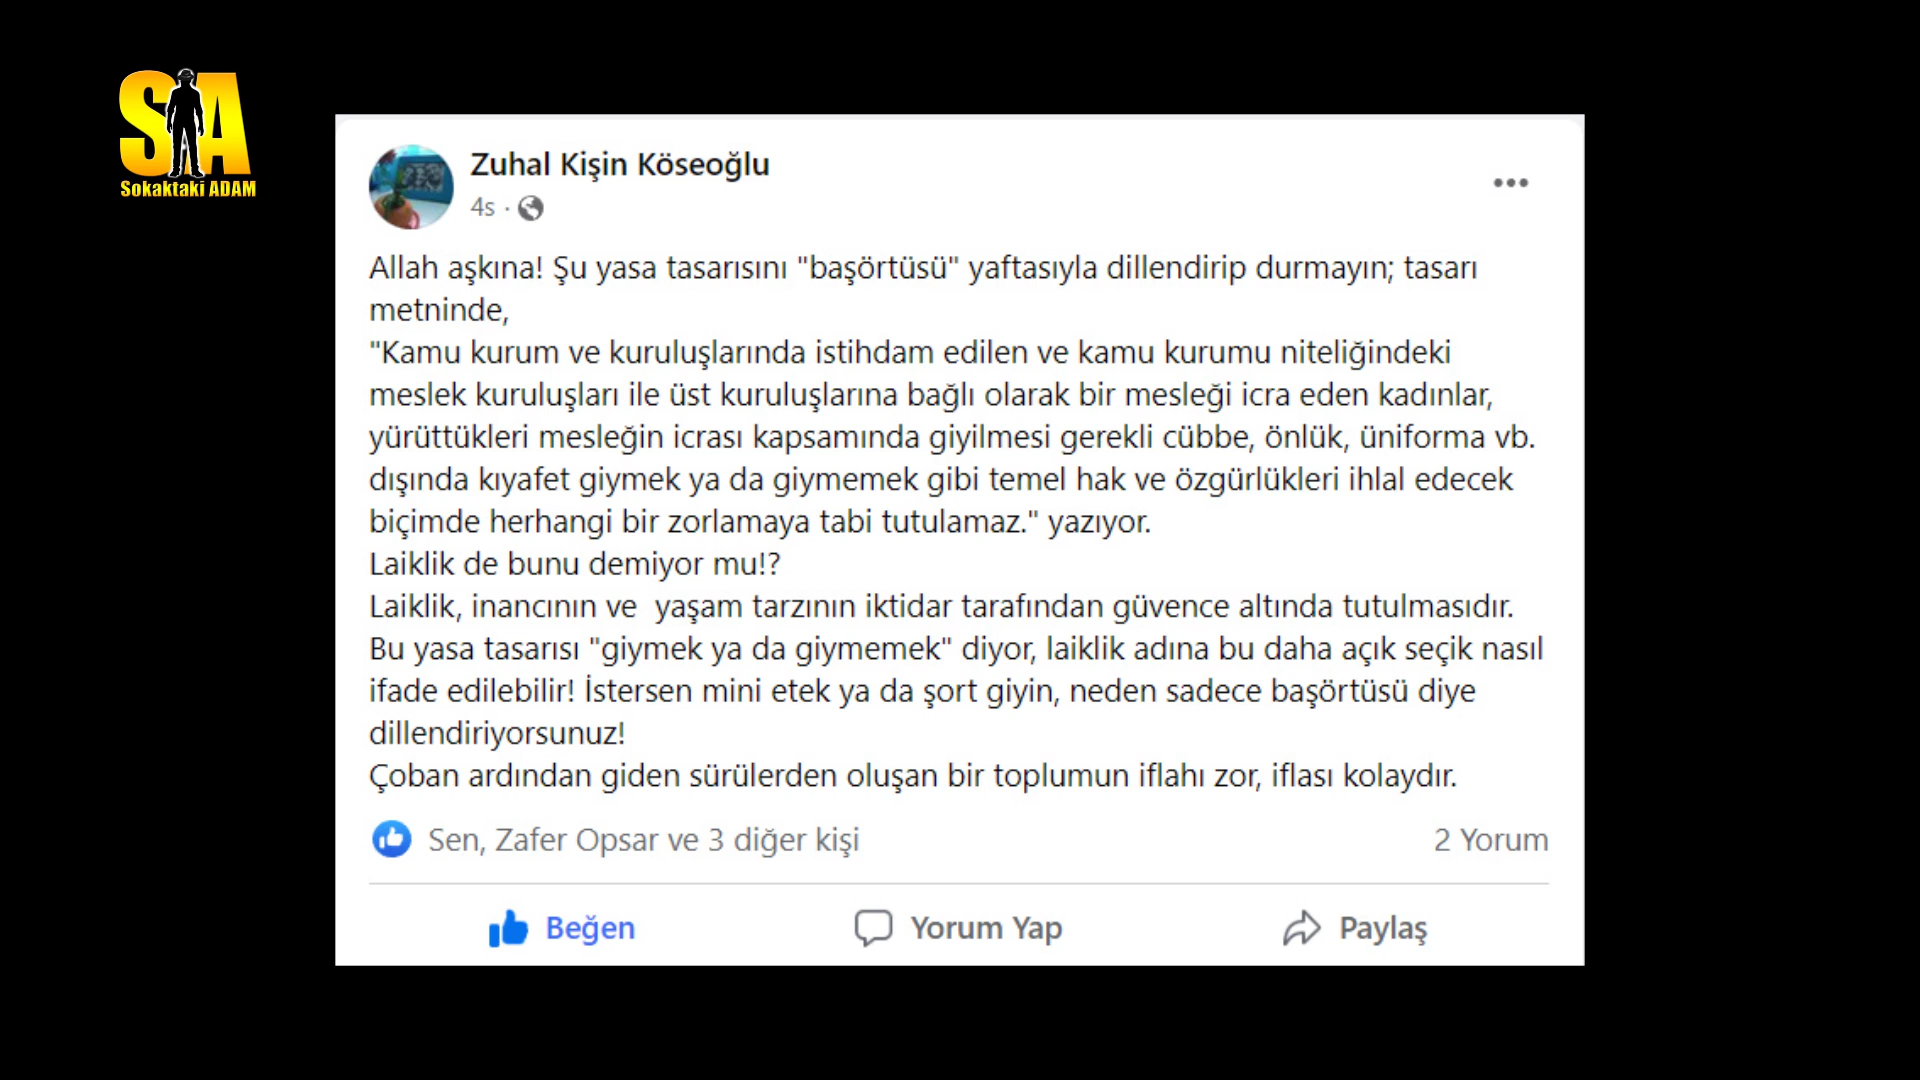 SA
Sokaktaki ADAM
Zuhal Kişin Köseoğlu
4s ·
Allah aşkına! Şu yasa tasarısını "başörtüsü" yaftasıyla dillendirip durmayın; tasarı
metninde,
"Kamu kurum ve kuruluşlarında istihdam edilen ve kamu kurumu niteliğindeki
meslek kuruluşları ile üst kuruluşlarına bağlı olarak bir mesleği icra eden kadınlar,
yürüttükleri mesleğin icrası kapsamında giyilmesi gerekli cübbe, önlük, üniforma vb.
dışında kıyafet giymek ya da giymemek gibi temel hak ve özgürlükleri ihlal edecek
biçimde herhangi bir zorlamaya tabi tutulamaz." yazıyor.
Laiklik de bunu demiyor mu!?
Laiklik, inancının ve  yaşam tarzının iktidar tarafından güvence altında tutulmasıdır.
Bu yasa tasarısı "giymek ya da giymemek" diyor, laiklik adına bu daha açık seçik nasıl
ifade edilebilir! İstersen mini etek ya da şort giyin, neden sadece başörtüsü diye
dillendiriyorsunuz!
Çoban ardından giden sürülerden oluşan bir toplumun iflahı zor, iflası kolaydır.
Sen, Zafer Opsar ve 3 diğer kişi
2 Yorum
Beğen
Yorum Yap
Paylaş